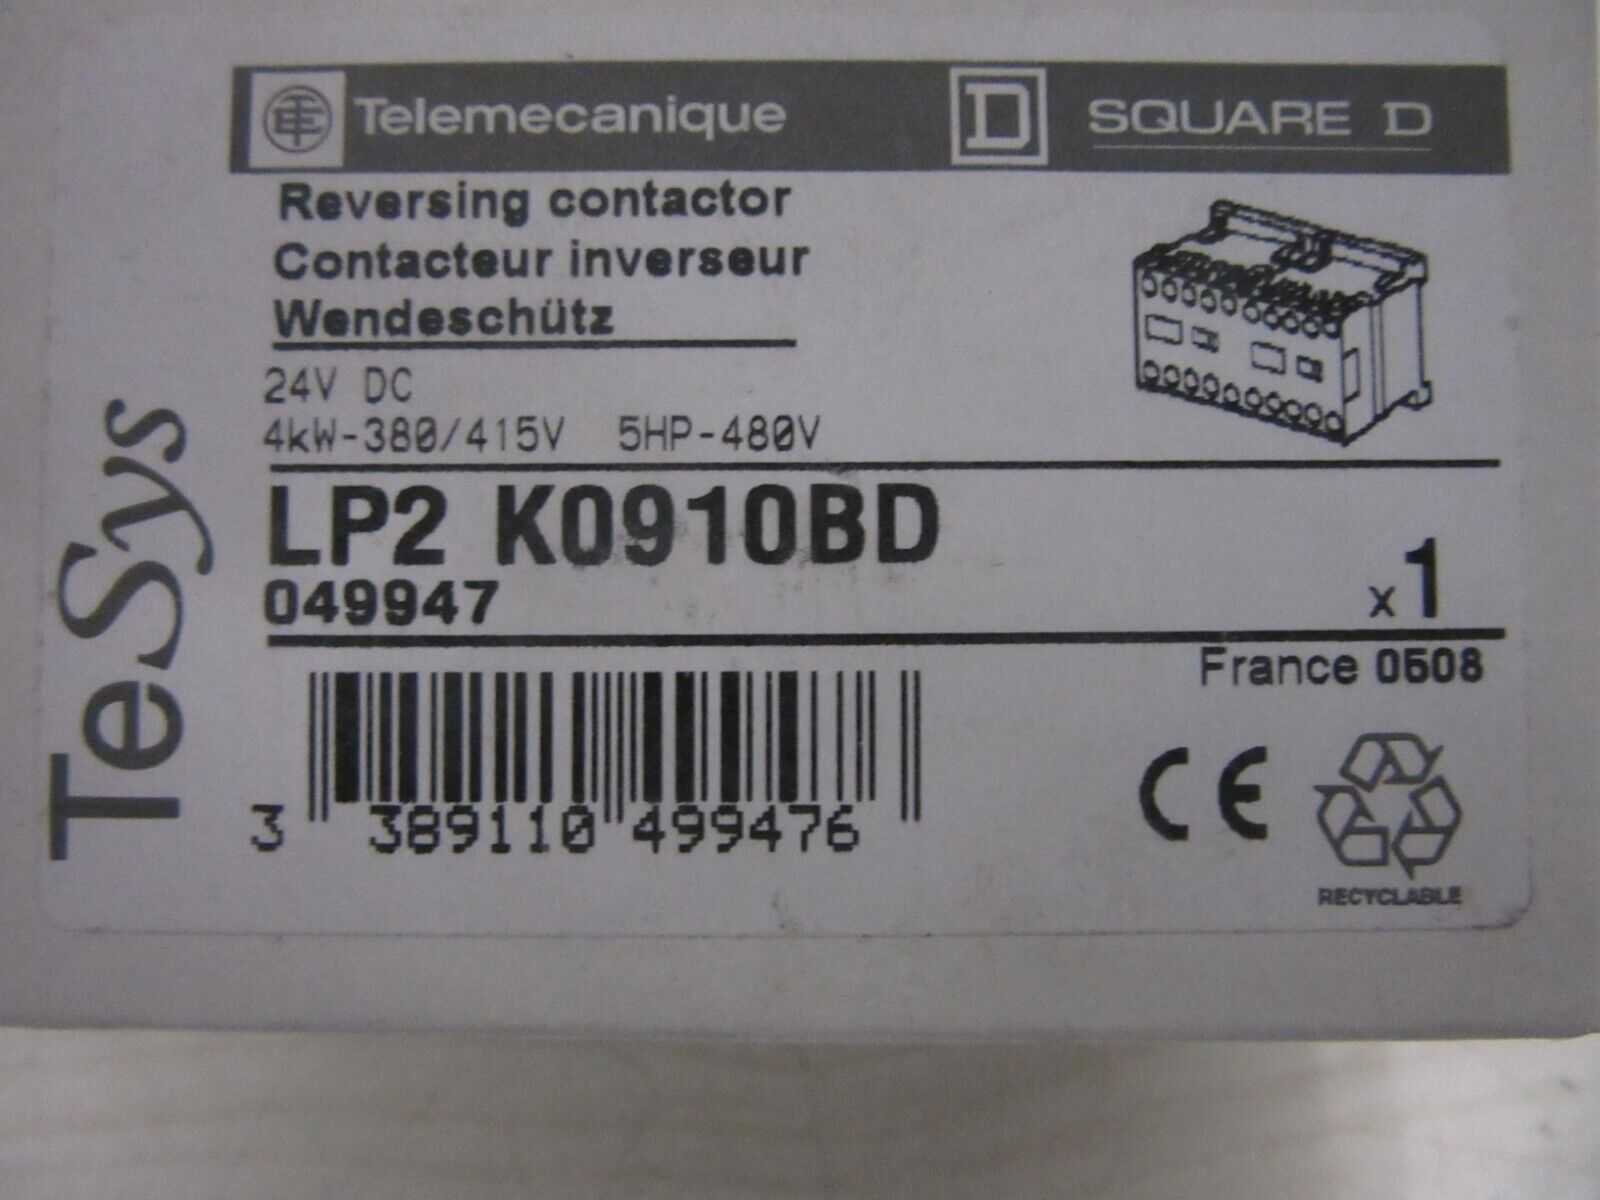 TE Telemecanique D SQUARE D
Reversing contactor
Contacteur inverseur
Wendeschütz
24V DC
4kW-380/415V 5HP-480V
LP2 K0910BD
049947
x1
France 0508
3 389110 499476
CE
RECYCLABLE
TeSys